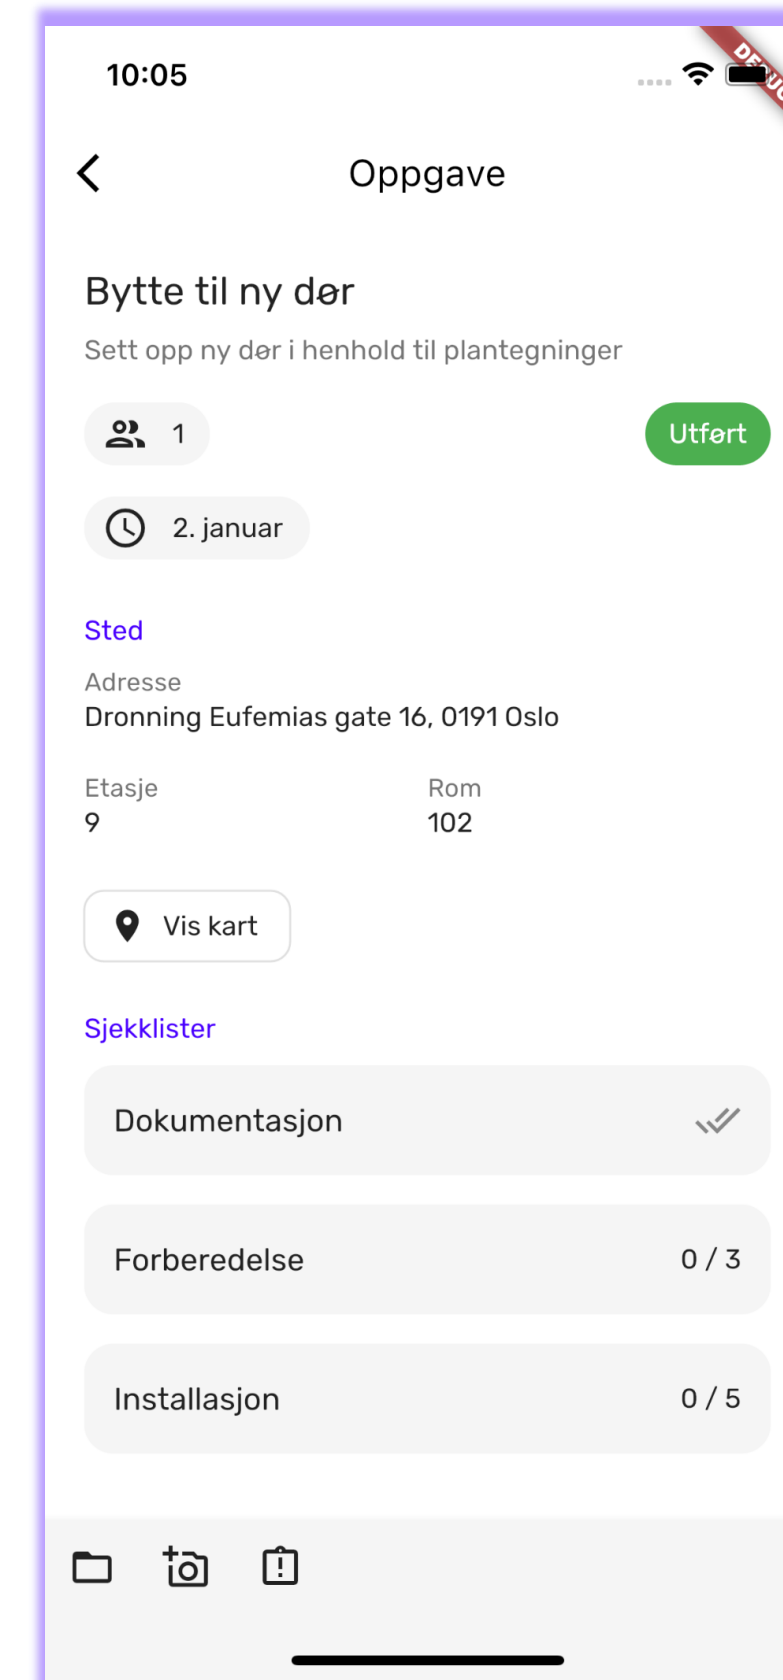 10:05
Oppgave
Bytte til ny dør
Sett opp ny dør i henhold til plantegninger
1
Utført
2. januar
Sted
Adresse
Dronning Eufemias gate 16, 0191 Oslo
Etasje
Rom
9
102
Vis kart
Sjekklister
Dokumentasjon
Forberedelse
0 / 3
Installasjon
0 / 5